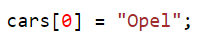 cars[0] = "Opel";